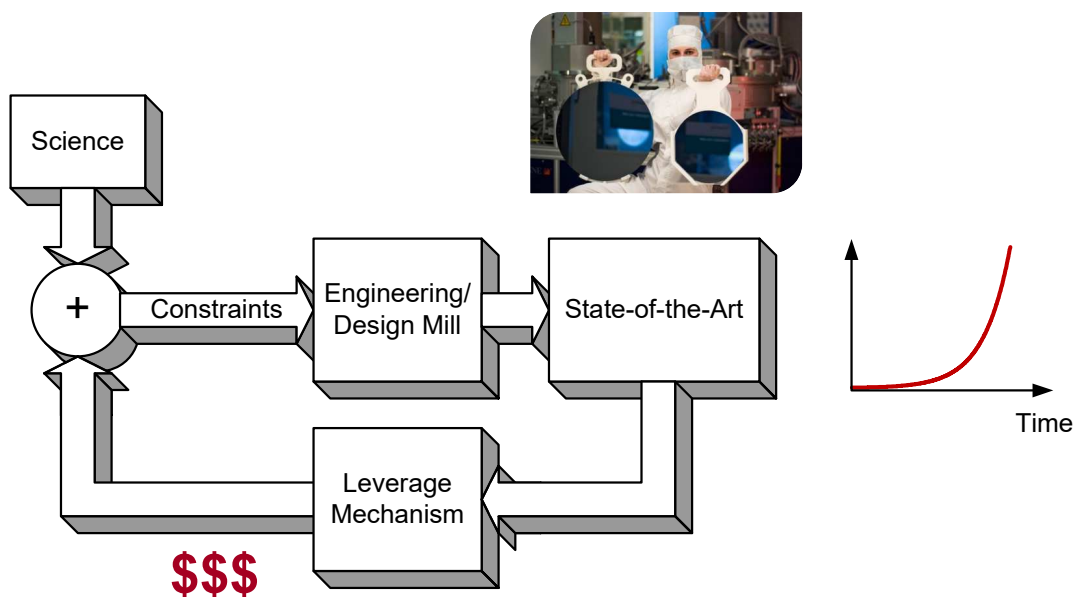 Science
+
Constraints
Engineering/
Design Mill
State-of-the-Art
Time
Leverage
Mechanism
$$$